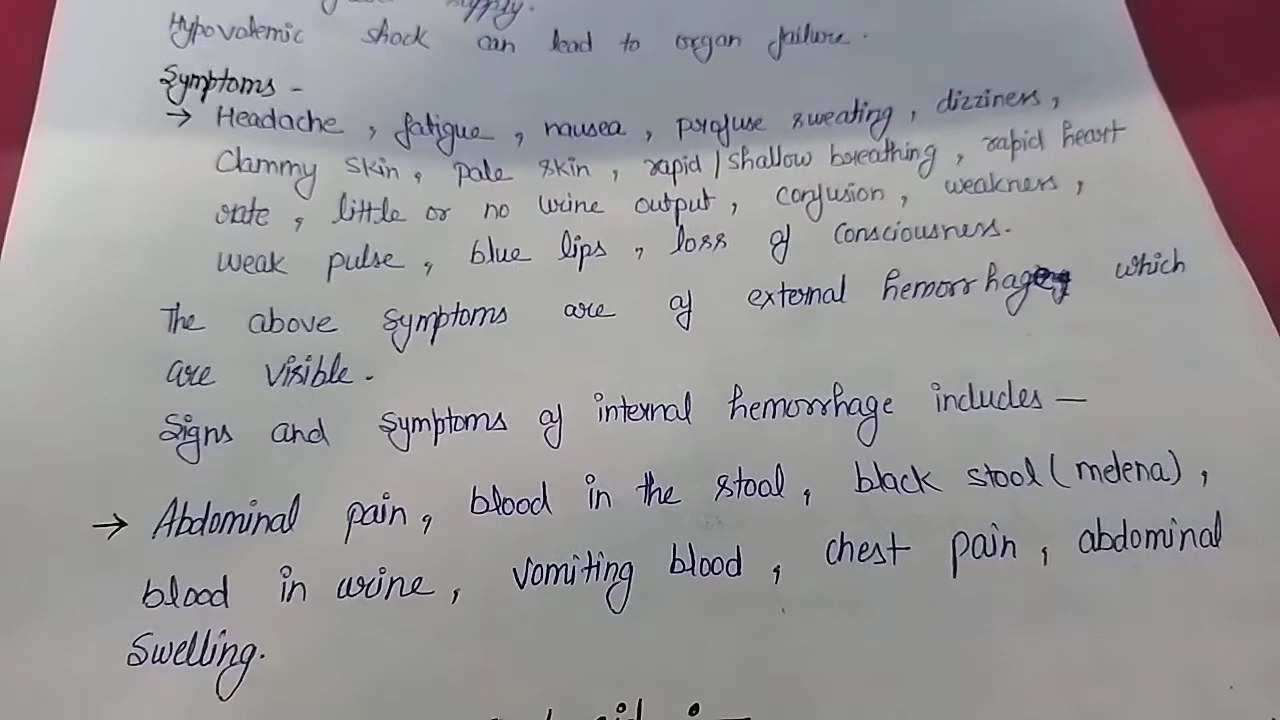 supply.
Hypovolemic shock can lead to organ failure.
Symptoms -
→ Headache, fatigue, nausea, profuse sweating, dizziness,
Clammy skin, pale skin, rapid/shallow breathing, rapid heart
rate, little or no urine output, confusion, weakness,
weak pulse, blue lips, loss of consciousness.
The above symptoms are of external hemorrhage which
are visible.
Signs and symptoms of internal hemorrhage includes —
→ Abdominal pain, blood in the stool, black stool (melena),
blood in urine, vomiting blood, chest pain, abdominal
swelling.